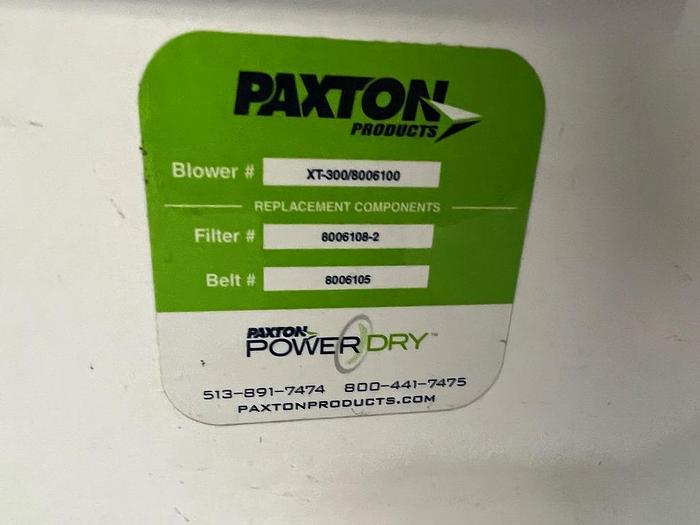 PAXTON
PRODUCTS
Blower # XT-300/8006100
REPLACEMENT COMPONENTS
Filter # 8006108-2
Belt # 8006105
PAXTON
POWERDRY™
513-891-7474 800-441-7475
PAXTONPRODUCTS.COM